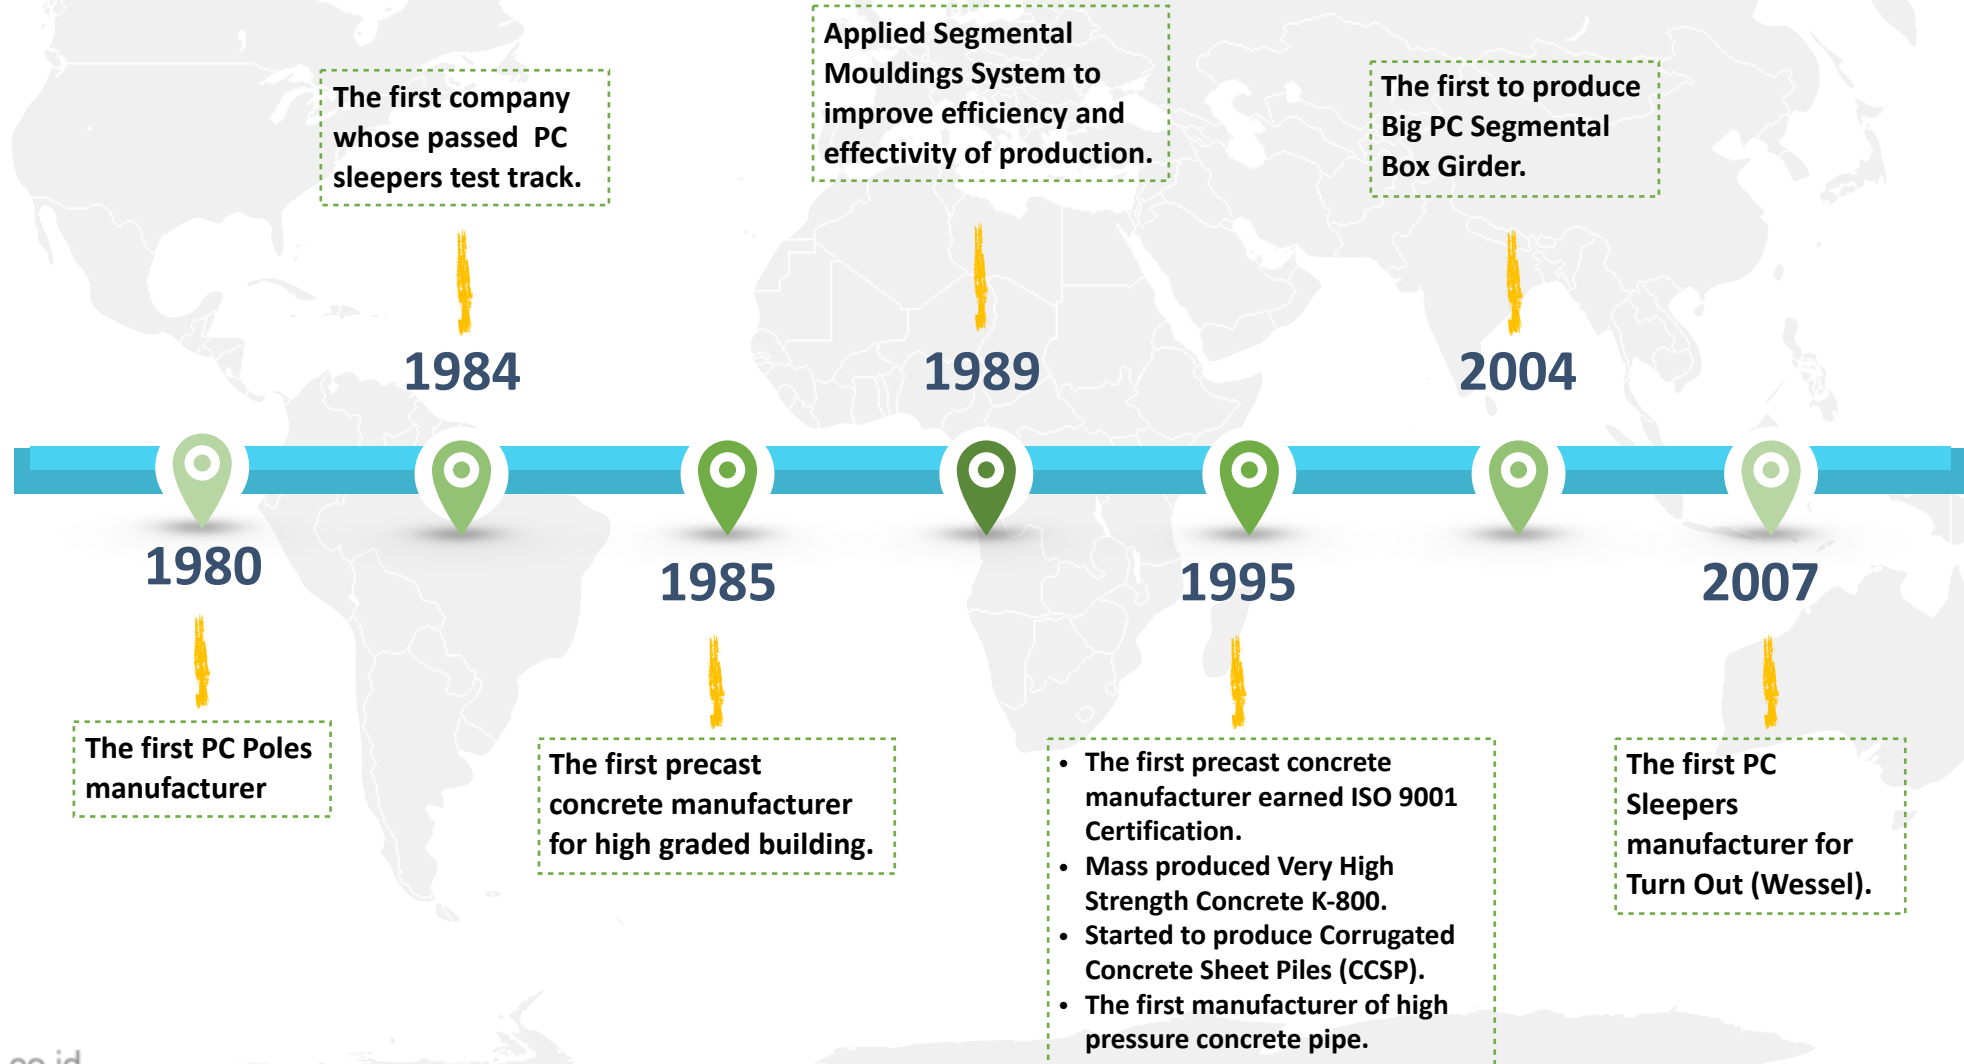 Applied Segmental
Mouldings System to
improve efficiency and
effectivity of production.
The first company
whose passed PC
sleepers test track.
The first to produce
Big PC Segmental
Box Girder.
1984
1989
2004
1980
1985
1995
2007
The first PC Poles
manufacturer
The first precast
concrete manufacturer
for high graded building.
• The first precast concrete
manufacturer earned ISO 9001
Certification.
• Mass produced Very High
Strength Concrete K-800.
• Started to produce Corrugated
Concrete Sheet Piles (CCSP).
• The first manufacturer of high
pressure concrete pipe.
The first PC
Sleepers
manufacturer for
Turn Out (Wessel).
co.id